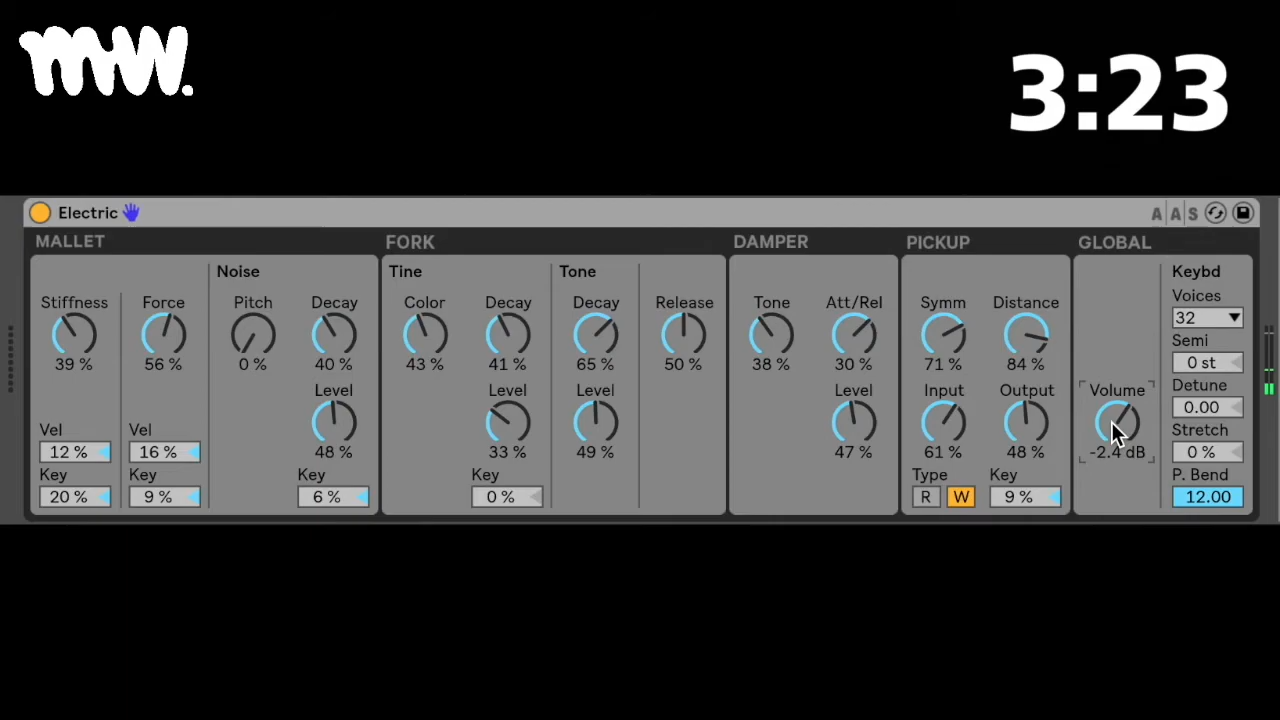 mw.
3:23
Electric
A|A|S
MALLET
Stiffness
39 %
Force
56 %
Vel
12 %
Vel
16 %
Key
20 %
Key
9 %
Noise
Pitch
0 %
Decay
40 %
Level
48 %
Key
6 %
FORK
Tine
Color
43 %
Decay
41 %
Level
33 %
Key
0 %
Tone
Decay
65 %
Level
49 %
Release
50 %
DAMPER
Tone
38 %
Att/Rel
30 %
Level
47 %
PICKUP
Symm
71 %
Distance
84 %
Input
61 %
Output
48 %
Type
R W
Key
9 %
GLOBAL
Volume
-2.4 dB
Keybd
Voices
32
Semi
0 st
Detune
0.00
Stretch
0 %
P. Bend
12.00